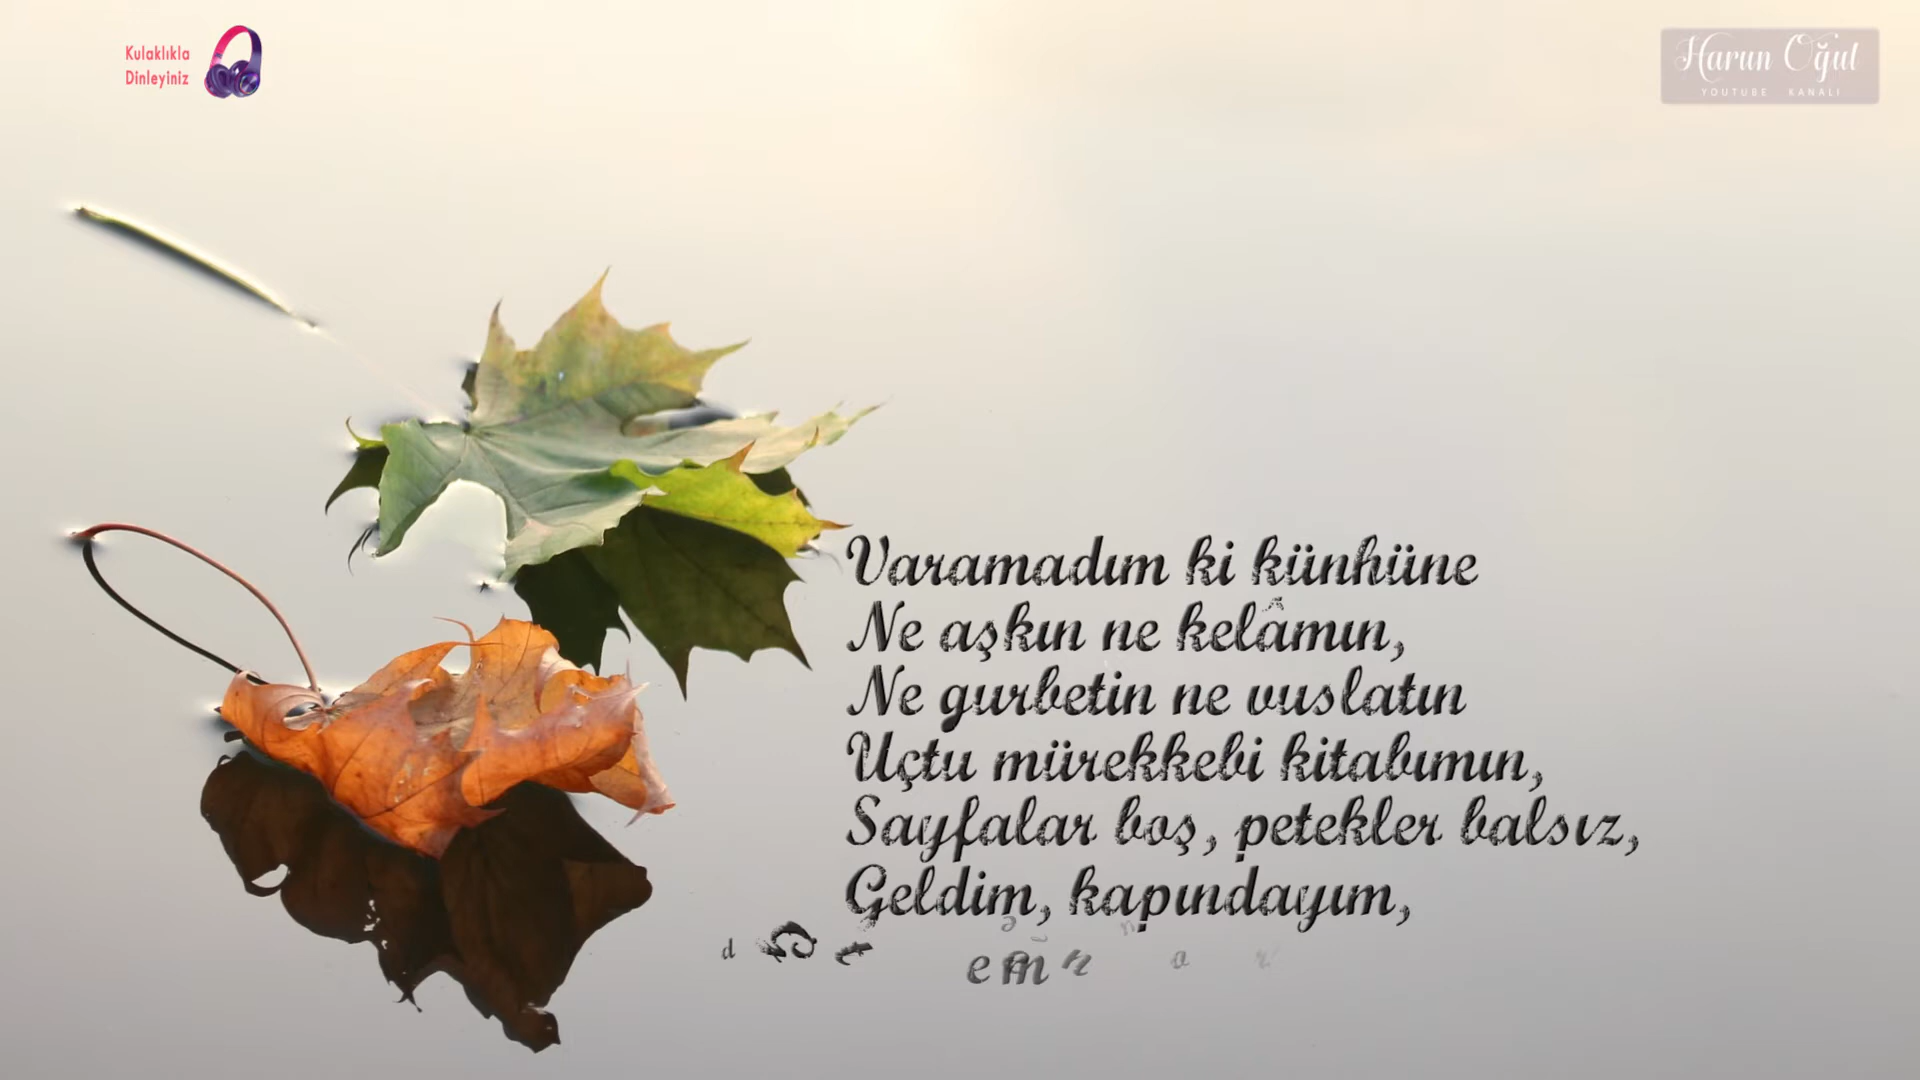 Kulaklıkla
Dinleyiniz
Harun Oğul
YOUTUBE KANALI
Varamadım ki künhüne
Ne aşkın ne kelâmın,
Ne gurbetin ne vuslatın
Uçtu mürekkebi kitabımın,
Sayfalar boş, petekler balsız,
Geldim, kapındayım,